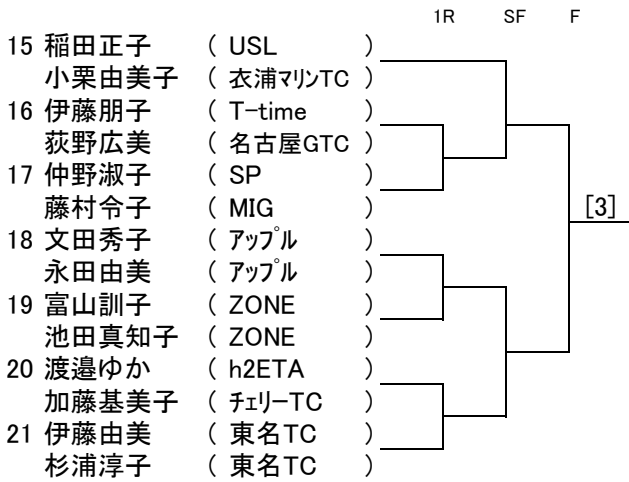 1R SF F
15 稲田正子 ( USL )
小栗由美子 ( 衣浦マリンTC )
16 伊藤朋子 ( T-time )
荻野広美 ( 名古屋GTC )
17 仲野淑子 ( SP )
藤村令子 ( MIG ) [3]
18 文田秀子 ( アップル )
永田由美 ( アップル )
19 富山訓子 ( ZONE )
池田真知子 ( ZONE )
20 渡邉ゆか ( h2ETA )
加藤基美子 ( チェリーTC )
21 伊藤由美 ( 東名TC )
杉浦淳子 ( 東名TC )